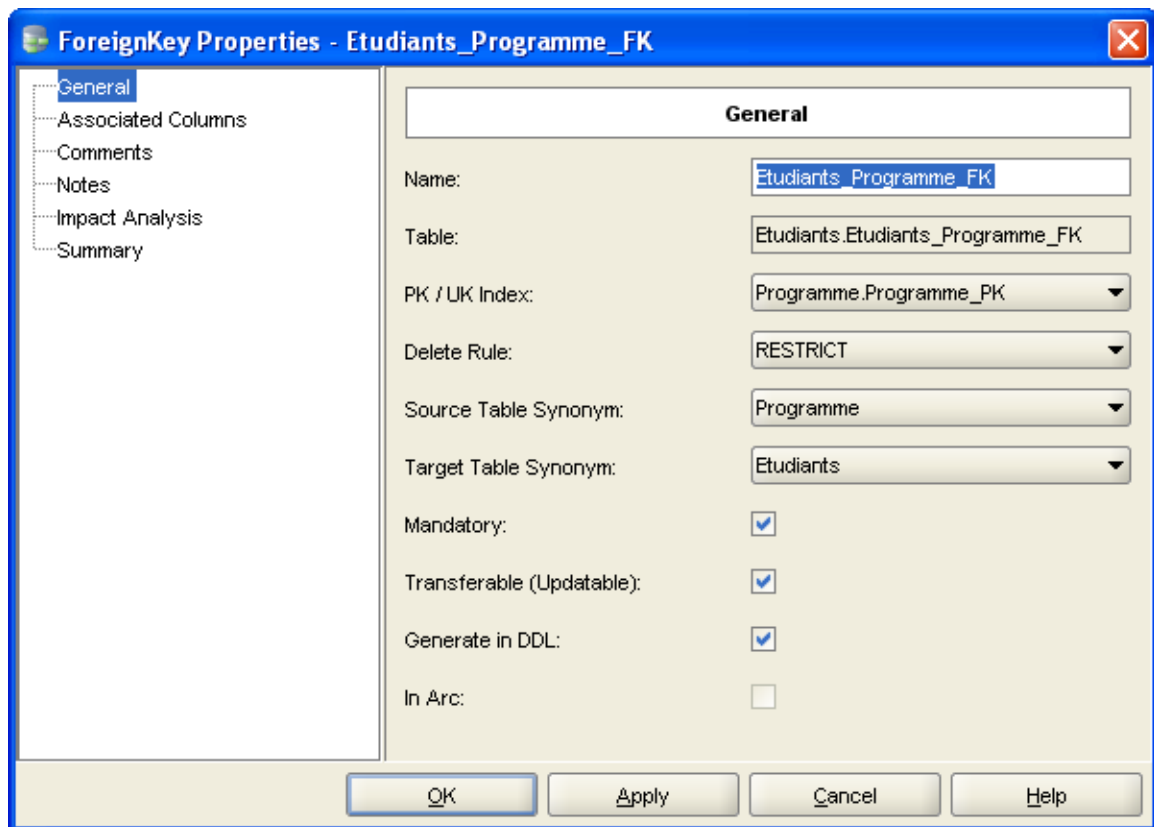 ForeignKey Properties - Etudiants_Programme_FK
General
Associated Columns
Comments
Notes
Impact Analysis
Summary
General
Name: Etudiants_Programme_FK
Table: Etudiants.Etudiants_Programme_FK
PK / UK Index: Programme.Programme_PK
Delete Rule: RESTRICT
Source Table Synonym: Programme
Target Table Synonym: Etudiants
Mandatory:
Transferable (Updatable):
Generate in DDL:
In Arc:
OK Apply Cancel Help